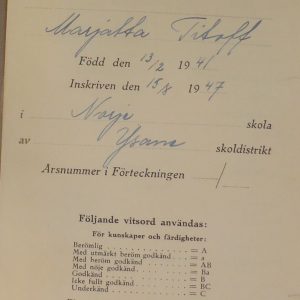 Marjatta Titoff
Född den 13/2 1941
Inskriven den 15/8 1947
i Noije skola
av Ysane skoldistrikt
Årsnummer i Förteckningen /
Följande vitsord användas:
För kunskaper och färdigheter:
Berömlig = A
Med utmärkt beröm godkänd = a
Med beröm godkänd = AB
Med nöje godkänd = Ba
Godkänd = B
Icke fullt godkänd = BC
Underkänd = C